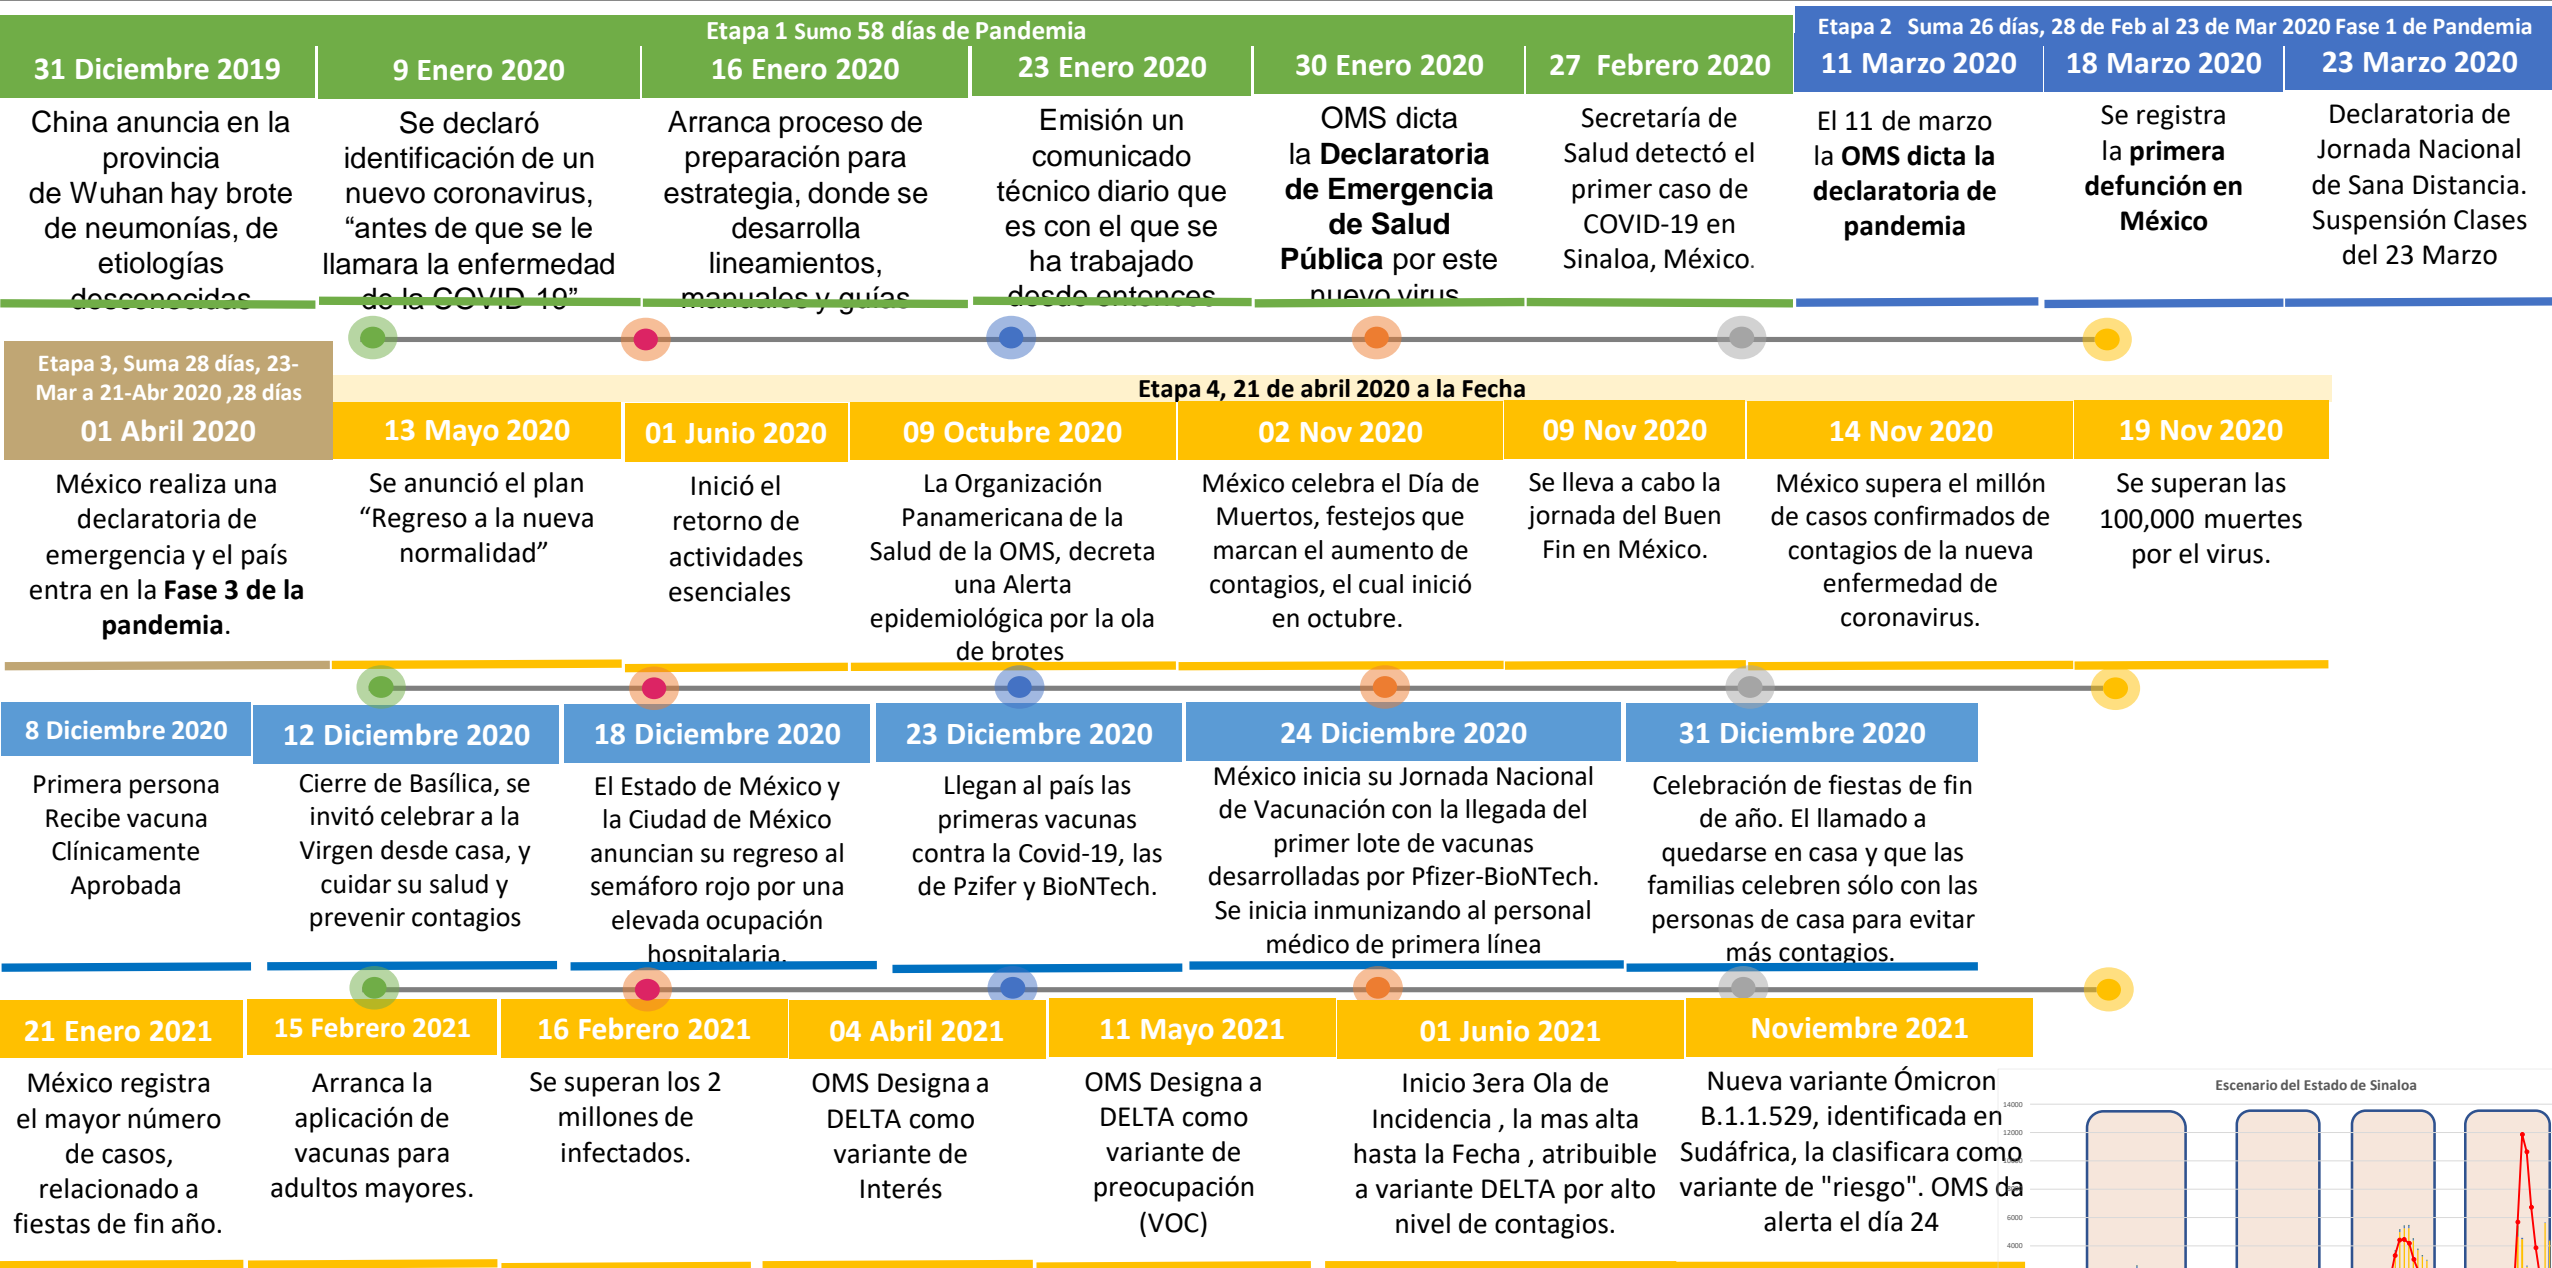 Etapa 1 Sumo 58 días de Pandemia
Etapa 2 Suma 26 días, 28 de Feb al 23 de Mar 2020 Fase 1 de Pandemia
31 Diciembre 2019
China anuncia en la
provincia
de Wuhan hay brote
de neumonías, de
etiologías
desconocidas
9 Enero 2020
Se declaró
identificación de un
nuevo coronavirus,
“antes de que se le
llamara la enfermedad
de la COVID-19”
16 Enero 2020
Arranca proceso de
preparación para
estrategia, donde se
desarrolla
lineamientos,
manuales y guías
23 Enero 2020
Emisión un
comunicado
técnico diario que
es con el que se
ha trabajado
desde entonces
30 Enero 2020
OMS dicta
la Declaratoria
de Emergencia
de Salud
Pública por este
nuevo virus
27 Febrero 2020
Secretaría de
Salud detectó el
primer caso de
COVID-19 en
Sinaloa, México.
11 Marzo 2020
El 11 de marzo
la OMS dicta la
declaratoria de
pandemia
18 Marzo 2020
Se registra
la primera
defunción en
México
23 Marzo 2020
Declaratoria de
Jornada Nacional
de Sana Distancia.
Suspensión Clases
del 23 Marzo
Etapa 3, Suma 28 días, 23-
Mar a 21-Abr 2020 ,28 días
01 Abril 2020
México realiza una
declaratoria de
emergencia y el país
entra en la Fase 3 de la
pandemia.
Etapa 4, 21 de abril 2020 a la Fecha
13 Mayo 2020
Se anunció el plan
“Regreso a la nueva
normalidad”
01 Junio 2020
Inició el
retorno de
actividades
esenciales
09 Octubre 2020
La Organización
Panamericana de la
Salud de la OMS, decreta
una Alerta
epidemiológica por la ola
de brotes
02 Nov 2020
México celebra el Día de
Muertos, festejos que
marcan el aumento de
contagios, el cual inició
en octubre.
09 Nov 2020
Se lleva a cabo la
jornada del Buen
Fin en México.
14 Nov 2020
México supera el millón
de casos confirmados de
contagios de la nueva
enfermedad de
coronavirus.
19 Nov 2020
Se superan las
100,000 muertes
por el virus.
8 Diciembre 2020
Primera persona
Recibe vacuna
Clínicamente
Aprobada
12 Diciembre 2020
Cierre de Basílica, se
invitó celebrar a la
Virgen desde casa, y
cuidar su salud y
prevenir contagios
18 Diciembre 2020
El Estado de México y
la Ciudad de México
anuncian su regreso al
semáforo rojo por una
elevada ocupación
hospitalaria.
23 Diciembre 2020
Llegan al país las
primeras vacunas
contra la Covid-19, las
de Pzifer y BioNTech.
24 Diciembre 2020
México inicia su Jornada Nacional
de Vacunación con la llegada del
primer lote de vacunas
desarrolladas por Pfizer-BioNTech.
Se inicia inmunizando al personal
médico de primera línea
31 Diciembre 2020
Celebración de fiestas de fin
de año. El llamado a
quedarse en casa y que las
familias celebren sólo con las
personas de casa para evitar
más contagios.
21 Enero 2021
México registra
el mayor número
de casos,
relacionado a
fiestas de fin año.
15 Febrero 2021
Arranca la
aplicación de
vacunas para
adultos mayores.
16 Febrero 2021
Se superan los 2
millones de
infectados.
04 Abril 2021
OMS Designa a
DELTA como
variante de
Interés
11 Mayo 2021
OMS Designa a
DELTA como
variante de
preocupación
(VOC)
01 Junio 2021
Inicio 3era Ola de
Incidencia , la mas alta
hasta la Fecha , atribuible
a variante DELTA por alto
nivel de contagios.
Noviembre 2021
Nueva variante Ómicron
B.1.1.529, identificada en
Sudáfrica, la clasificara como
variante de "riesgo". OMS da
alerta el día 24
Escenario del Estado de Sinaloa
14000
12000
6000
4000